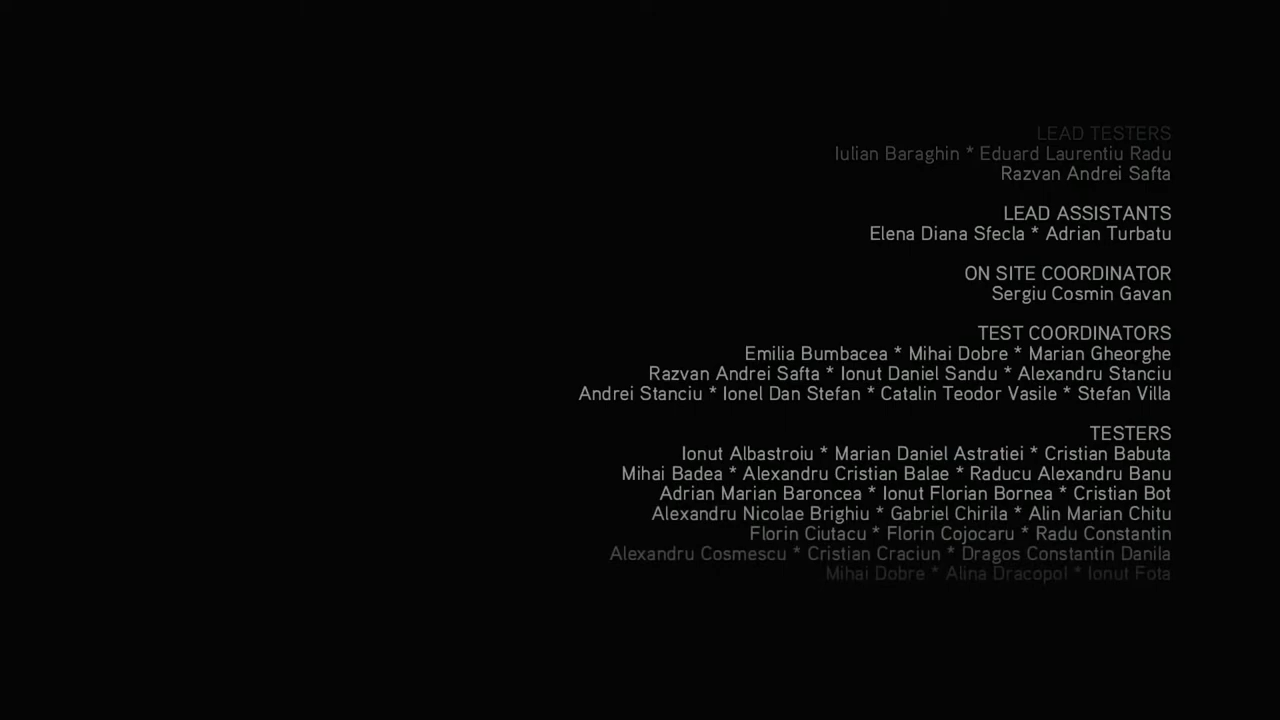 LEAD TESTERS
Iulian Baraghin * Eduard Laurentiu Radu
Razvan Andrei Safta
LEAD ASSISTANTS
Elena Diana Sfecla * Adrian Turbatu
ON SITE COORDINATOR
Sergiu Cosmin Gavan
TEST COORDINATORS
Emilia Bumbacea * Mihai Dobre * Marian Gheorghe
Razvan Andrei Safta * Ionut Daniel Sandu * Alexandru Stanciu
Andrei Stanciu * Ionel Dan Stefan * Catalin Teodor Vasile * Stefan Villa
TESTERS
Ionut Albastroiu * Marian Daniel Astratiei * Cristian Babuta
Mihai Badea * Alexandru Cristian Balae * Raducu Alexandru Banu
Adrian Marian Baroncea * Ionut Florian Bornea * Cristian Bot
Alexandru Nicolae Brighiu * Gabriel Chirila * Alin Marian Chitu
Florin Ciutacu * Florin Cojocaru * Radu Constantin
Alexandru Cosmescu * Cristian Craciun * Dragos Constantin Danila
Mihai Dobre * Alina Dracopol * Ionut Fota